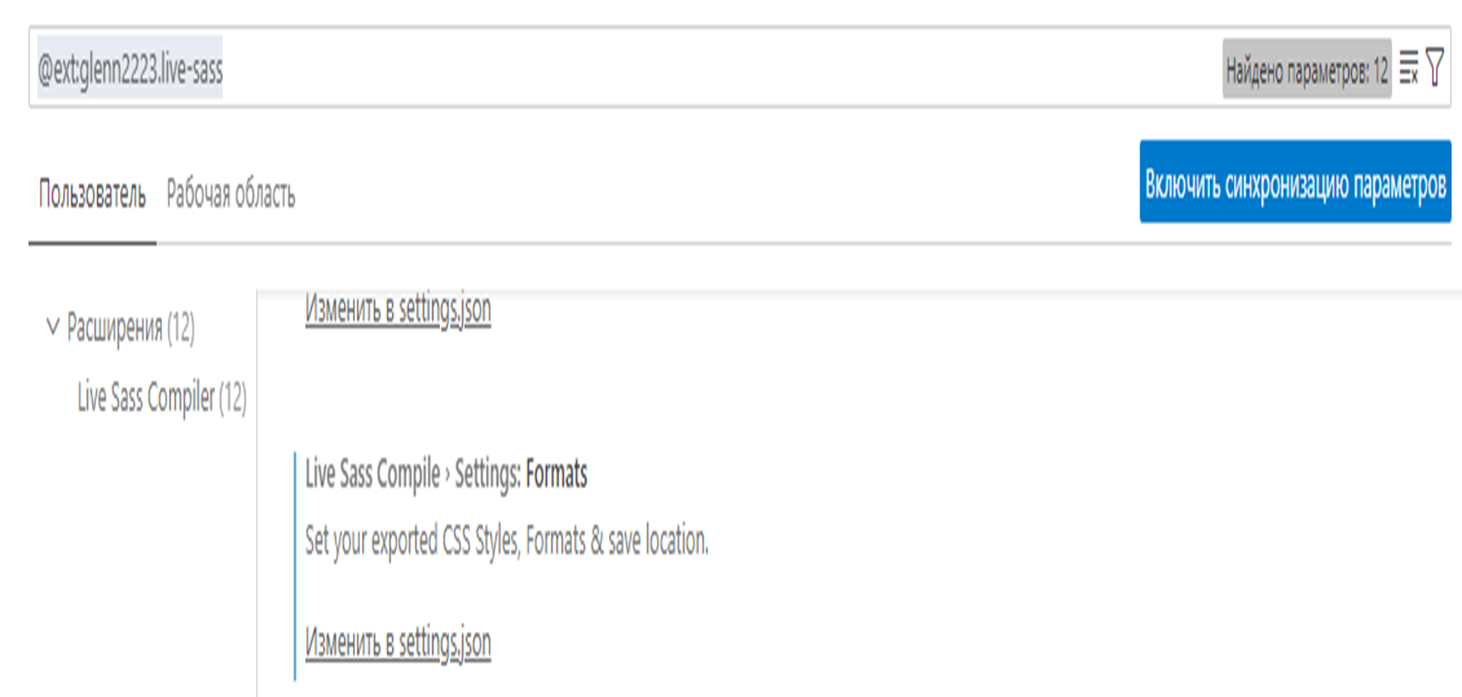 @ext:glenn2223.live-sass
Найдено параметров: 12
Пользователь Рабочая область
Включить синхронизацию параметров
Расширения (12)
Live Sass Compiler (12)
Изменить в settings.json
Live Sass Compile › Settings: Formats
Set your exported CSS Styles, Formats & save location.
Изменить в settings.json